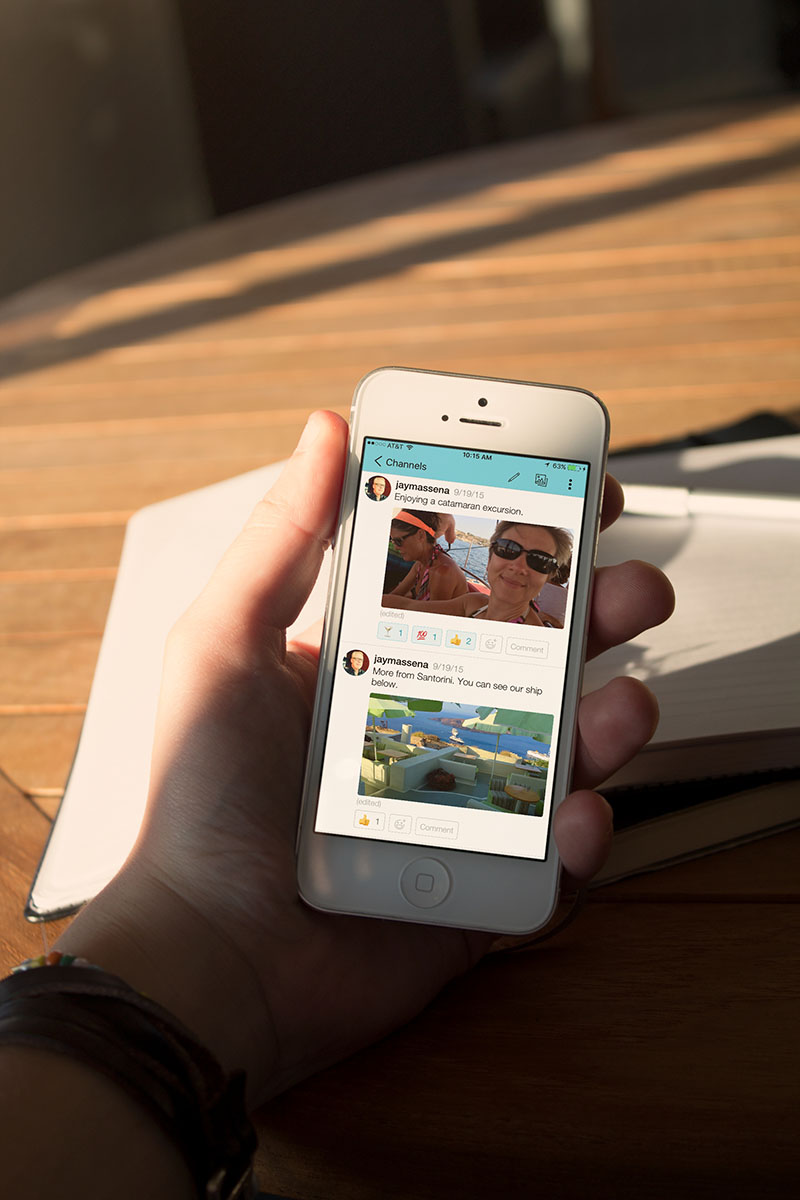 AT&T 10:15 AM 63%
Channels
jaymassena 9/19/15
Enjoying a catamaran excursion.
(edited)
1 1 2 Comment
jaymassena 9/19/15
More from Santorini. You can see our ship
below.
(edited)
1 Comment